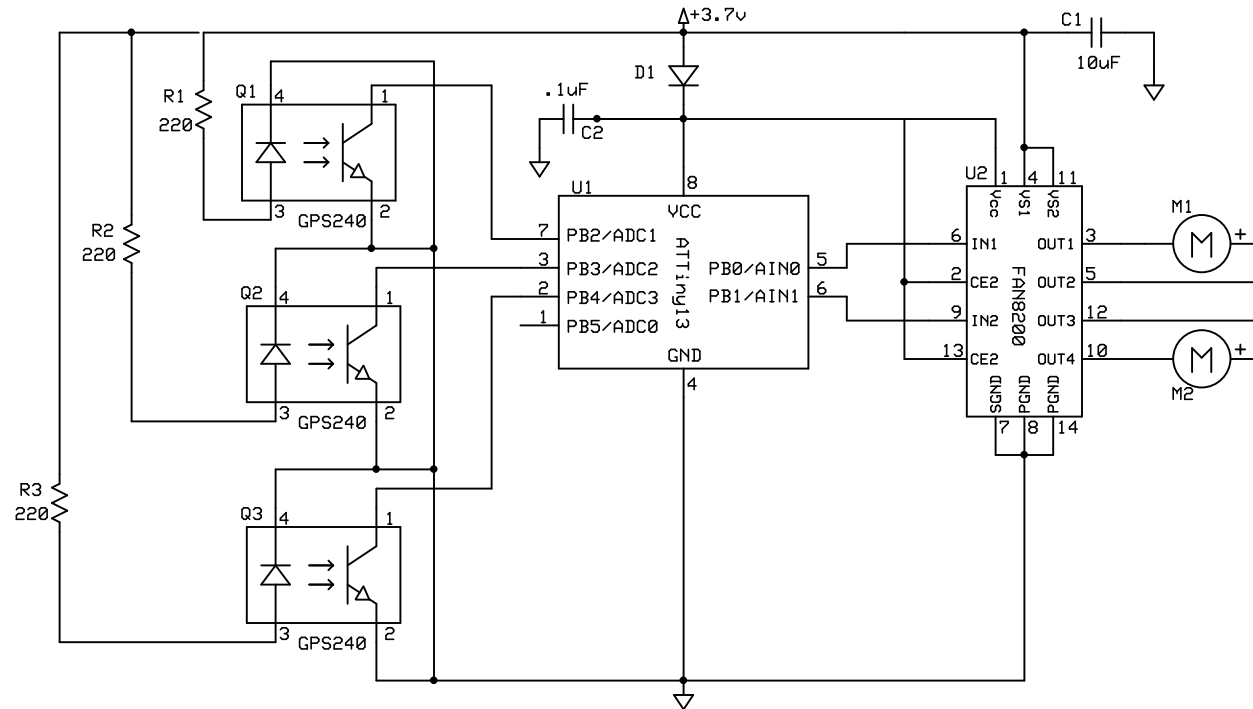 +3.7v
C1
10uF
D1
.1uF
C2
R1
220
Q1
4
1
3
2
GPS240
R2
220
Q2
4
1
3
2
GPS240
R3
220
Q3
4
1
3
2
GPS240
U1
8
VCC
7 PB2/ADC1
3 PB3/ADC2
2 PB4/ADC3
1 PB5/ADC0
ATTiny13
PB0/AIN0 5
PB1/AIN1 6
GND
4
U2
1 4 11
Vcc VS1 VS2
6 IN1
2 CE2
9 IN2
13 CE2
FAN8200
OUT1 3
OUT2 5
OUT3 12
OUT4 10
SGND PGND PGND
7 8 14
M1
M +
M +
M2